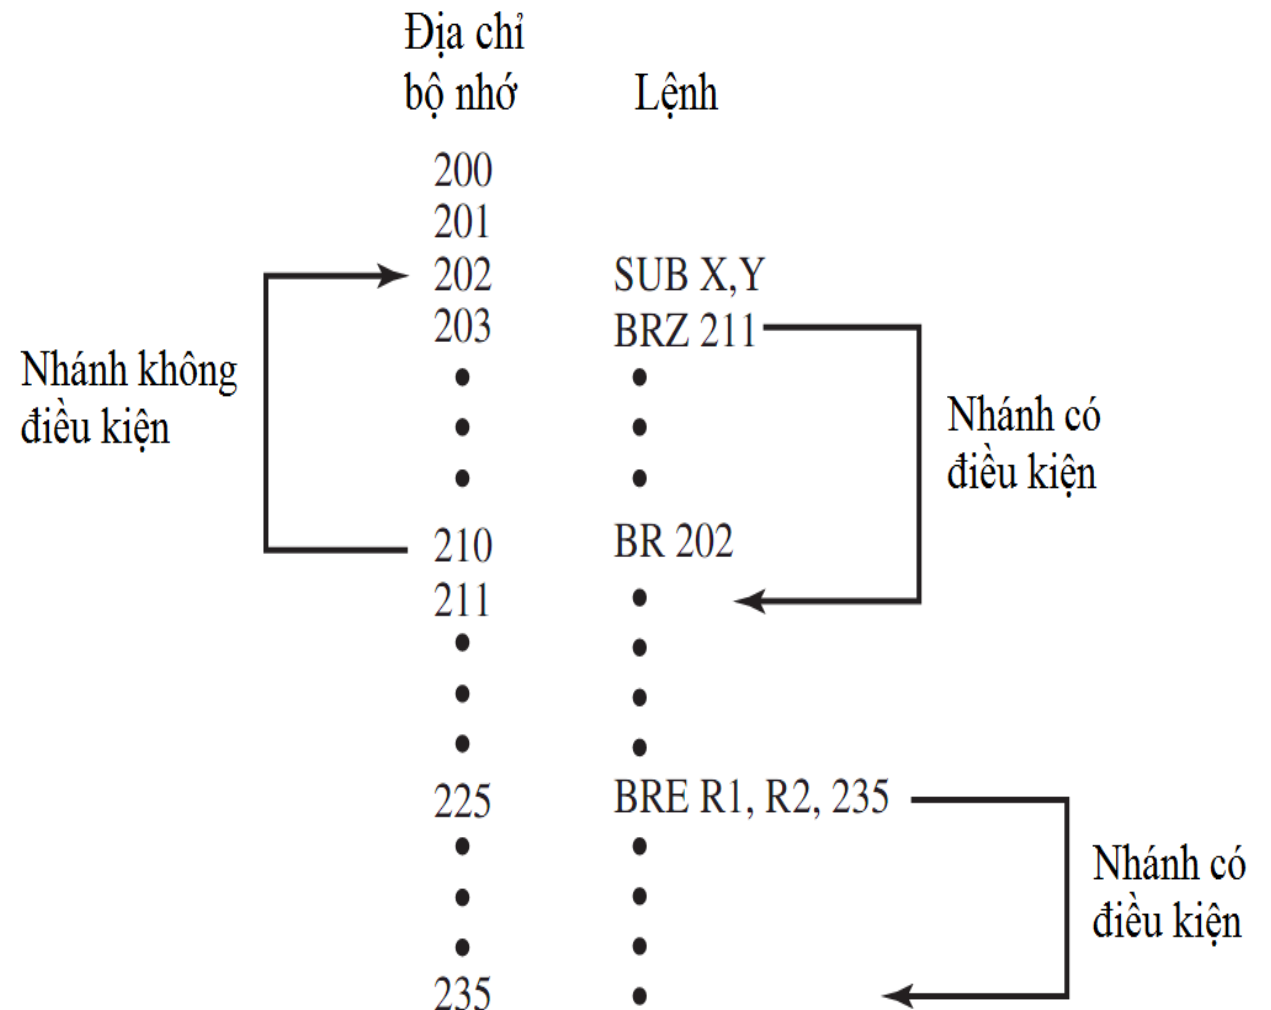 Địa chỉ
bộ nhớ
Lệnh
200
201
202
SUB X,Y
203
BRZ 211
Nhánh không
điều kiện
Nhánh có
điều kiện
210
BR 202
211
225
BRE R1, R2, 235
Nhánh có
điều kiện
235